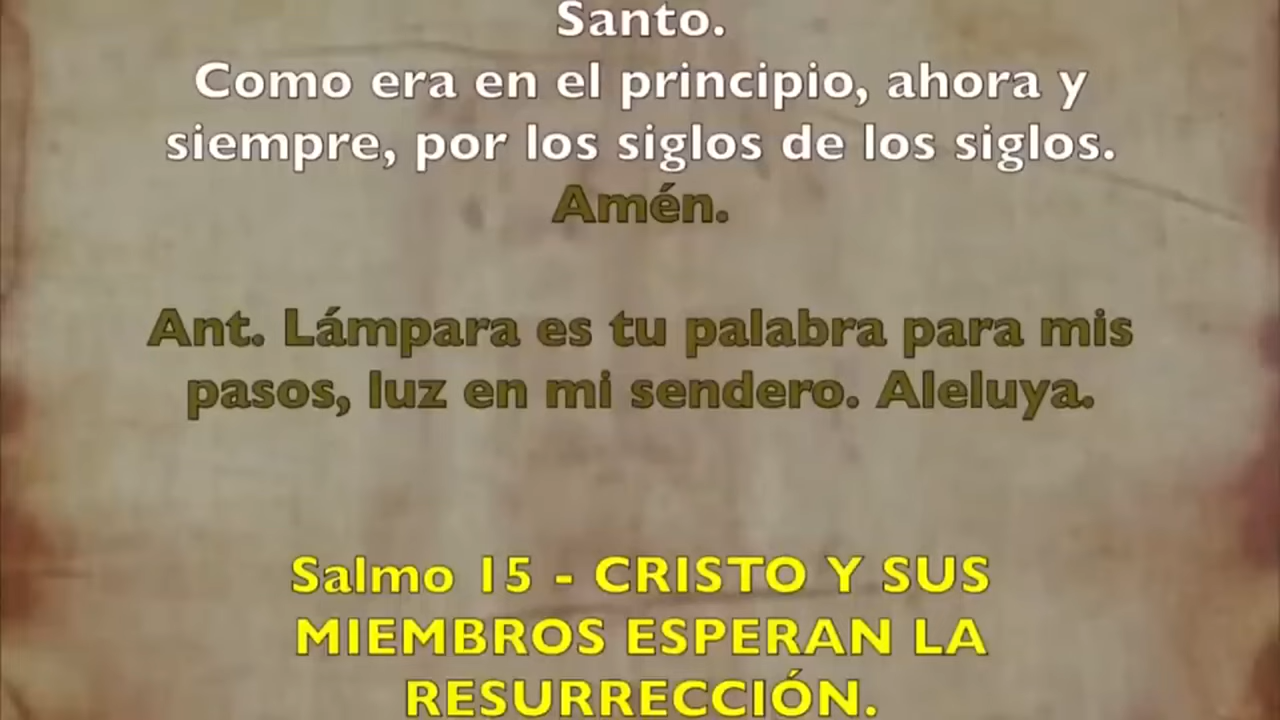 Santo.
Como era en el principio, ahora y
siempre, por los siglos de los siglos.
Amén.
Ant. Lámpara es tu palabra para mis
pasos, luz en mi sendero. Aleluya.
Salmo 15 - CRISTO Y SUS
MIEMBROS ESPERAN LA
RESURRECCIÓN.